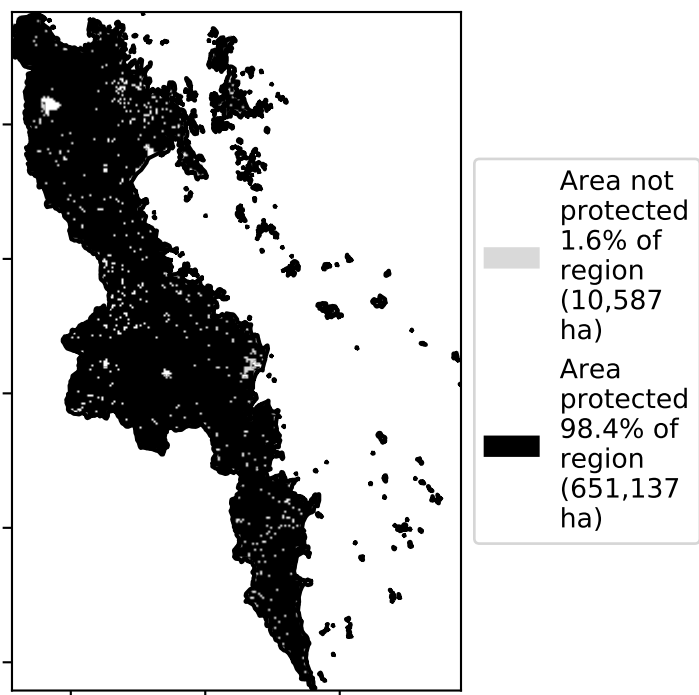 Area not
protected
1.6% of
region
(10,587
ha)
Area
protected
98.4% of
region
(651,137
ha)